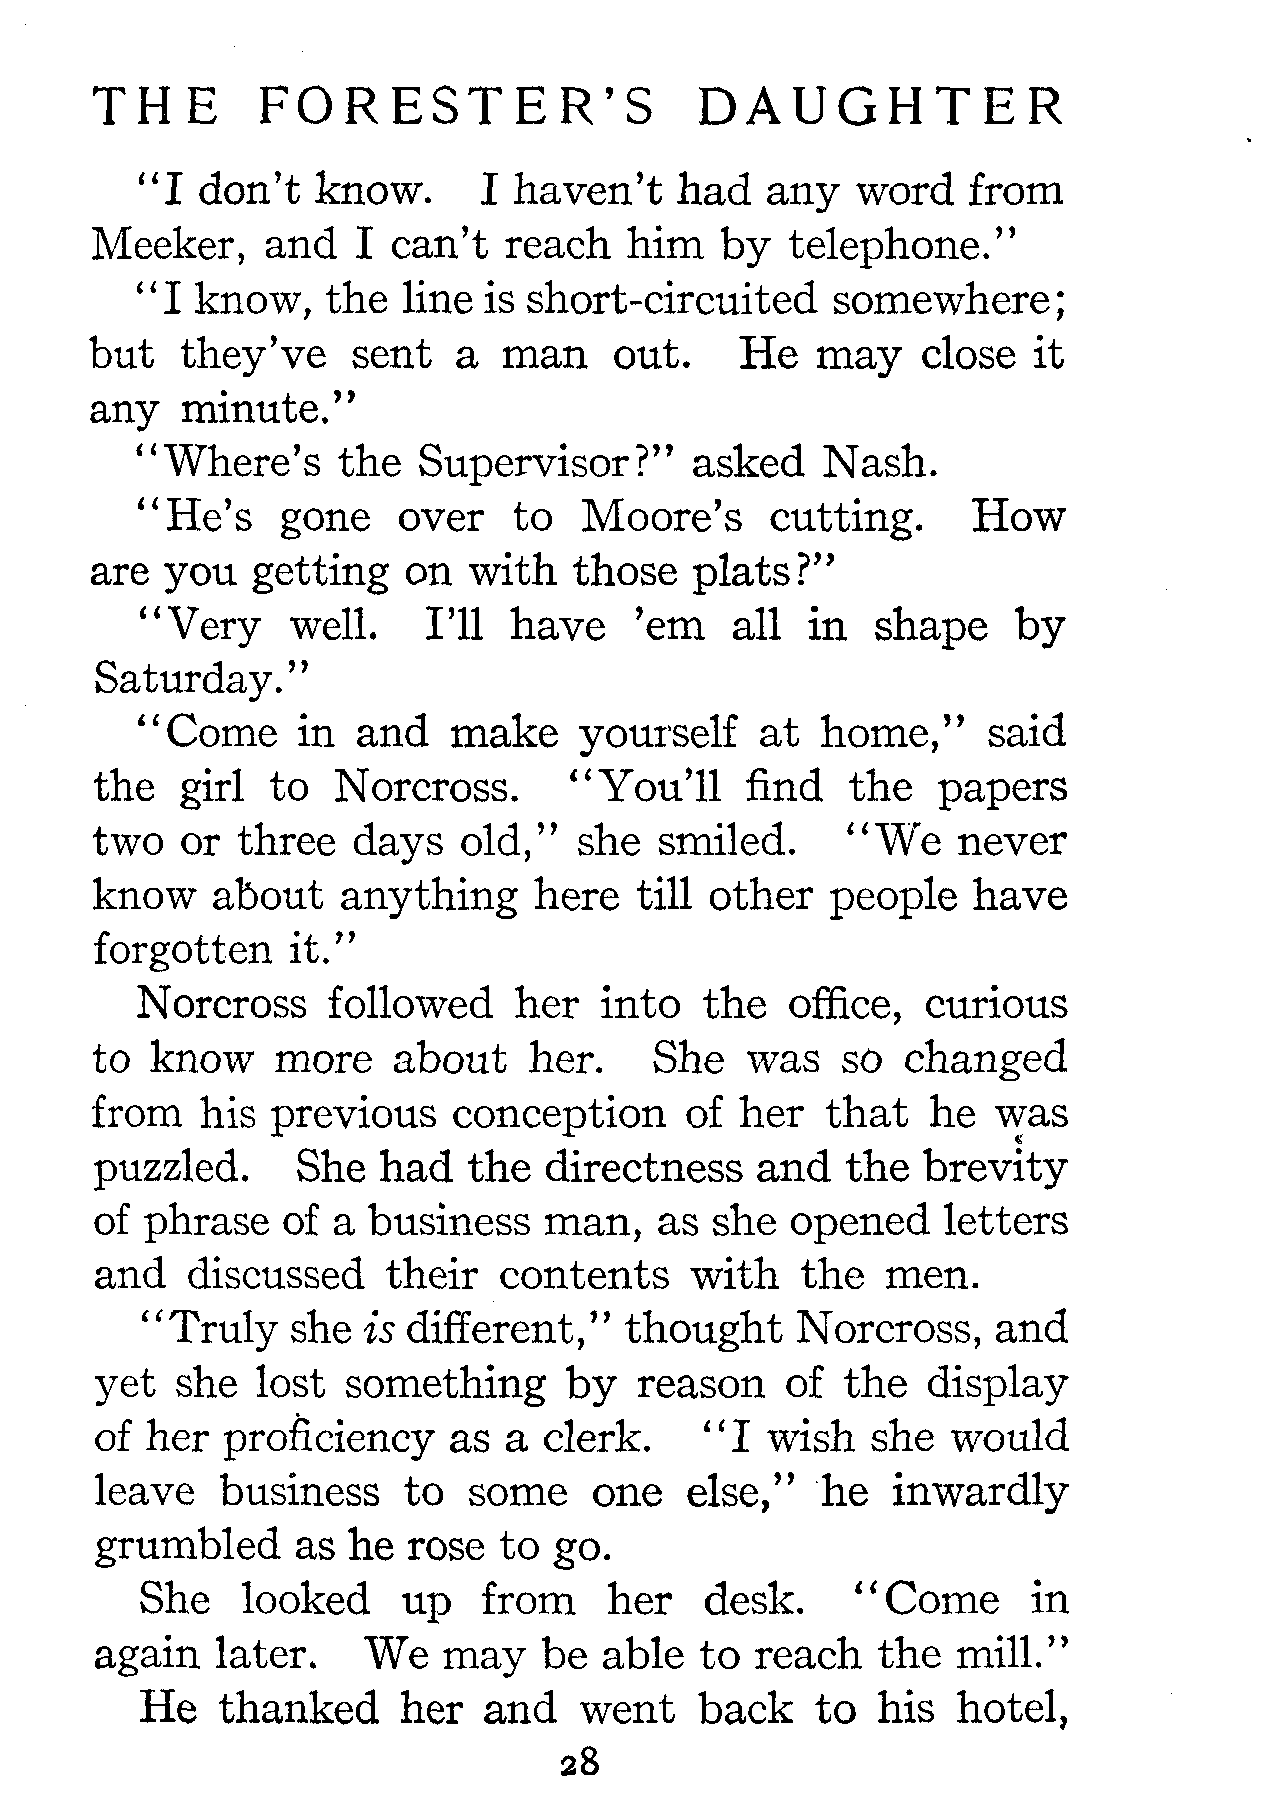 THE FORESTER'S DAUGHTER
"I don't know. I haven't had any word from
Meeker, and I can't reach him by telephone."
"I know, the line is short-circuited somewhere;
but they've sent a man out. He may close it
any minute."
"Where's the Supervisor?" asked Nash.
"He's gone over to Moore's cutting. How
are you getting on with those plats?"
"Very well. I'll have 'em all in shape by
Saturday."
"Come in and make yourself at home," said
the girl to Norcross. "You'll find the papers
two or three days old," she smiled. "We never
know about anything here till other people have
forgotten it."
Norcross followed her into the office, curious
to know more about her. She was so changed
from his previous conception of her that he was
puzzled. She had the directness and the brevity
of phrase of a business man, as she opened letters
and discussed their contents with the men.
"Truly she is different," thought Norcross, and
yet she lost something by reason of the display
of her proficiency as a clerk. "I wish she would
leave business to some one else," he inwardly
grumbled as he rose to go.
She looked up from her desk. "Come in
again later. We may be able to reach the mill."
He thanked her and went back to his hotel,
28